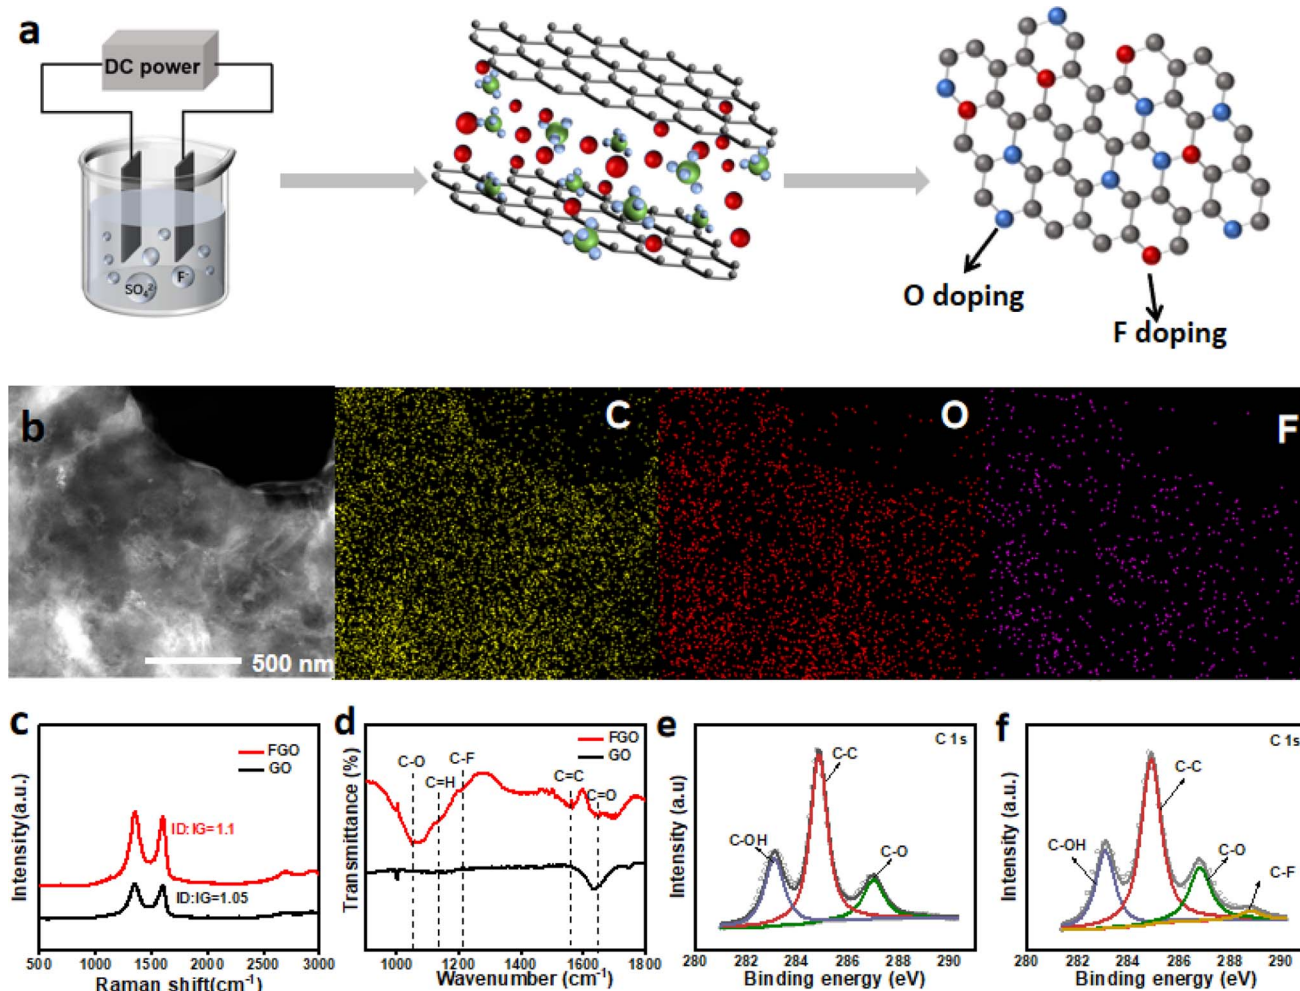 a
DC power
SO₄²⁻
F⁻
O doping
F doping
b
500 nm
C
O
F
c
Intensity(a.u.)
FGO
GO
ID:IG=1.1
ID:IG=1.05
500 1000 1500 2000 2500 3000
Raman shift(cm⁻¹)
d
Transmittance (%)
FGO
GO
C-O
C=H
C-F
C=C
C=O
1000 1200 1400 1600 1800
Wavenumber (cm⁻¹)
e
Intensity (a.u)
C 1s
C-C
C-OH
C-O
282 284 286 288 290
Binding energy (eV)
f
Intensity (a.u.)
C 1s
C-C
C-OH
C-O
C-F
282 284 286 288 290
Binding energy (eV)